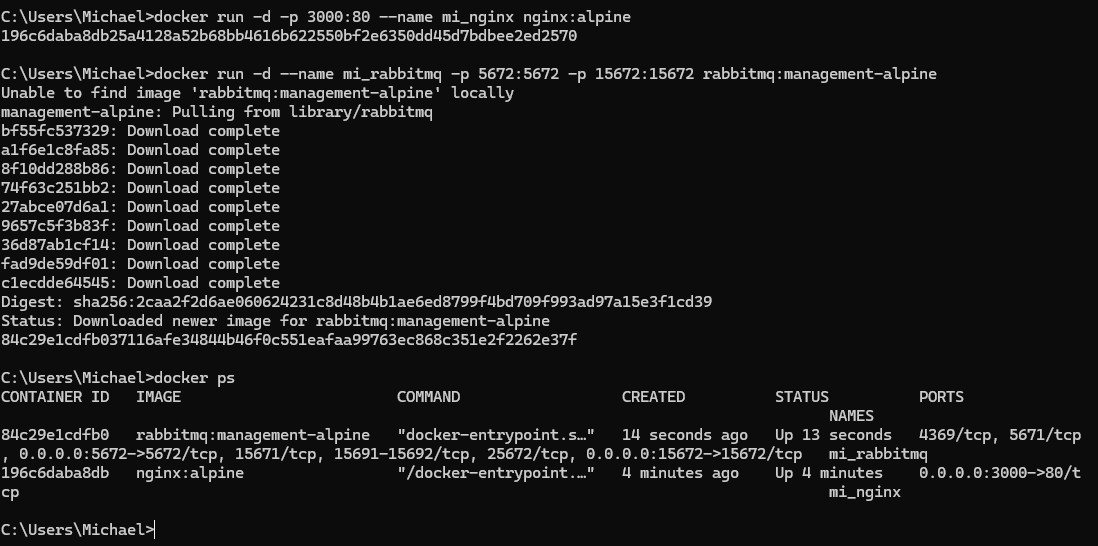 C:\Users\Michael>docker run -d -p 3000:80 --name mi_nginx nginx:alpine
196c6daba8db25a4128a52b68bb4616b622550bf2e6350dd45d7bdbee2ed2570
C:\Users\Michael>docker run -d --name mi_rabbitmq -p 5672:5672 -p 15672:15672 rabbitmq:management-alpine
Unable to find image 'rabbitmq:management-alpine' locally
management-alpine: Pulling from library/rabbitmq
bf55fc537329: Download complete
a1f6e1c8fa85: Download complete
8f10dd288b86: Download complete
74f63c251bb2: Download complete
27abce07d6a1: Download complete
9657c5f3b83f: Download complete
36d87ab1cf14: Download complete
fad9de59df01: Download complete
c1ecdde64545: Download complete
Digest: sha256:2caa2f2d6ae060624231c8d48b4b1ae6ed8799f4bd709f993ad97a15e3f1cd39
Status: Downloaded newer image for rabbitmq:management-alpine
84c29e1cdfb037116afe34844b46f0c551eafaa99763ec868c351e2f2262e37f
C:\Users\Michael>docker ps
CONTAINER ID   IMAGE                        COMMAND                  CREATED          STATUS          PORTS
NAMES
84c29e1cdfb0   rabbitmq:management-alpine   "docker-entrypoint.s…"   14 seconds ago   Up 13 seconds   4369/tcp, 5671/tcp
, 0.0.0.0:5672->5672/tcp, 15671/tcp, 15691-15692/tcp, 25672/tcp, 0.0.0.0:15672->15672/tcp   mi_rabbitmq
196c6daba8db   nginx:alpine                 "/docker-entrypoint.…"   4 minutes ago    Up 4 minutes    0.0.0.0:3000->80/t
cp   mi_nginx
C:\Users\Michael>